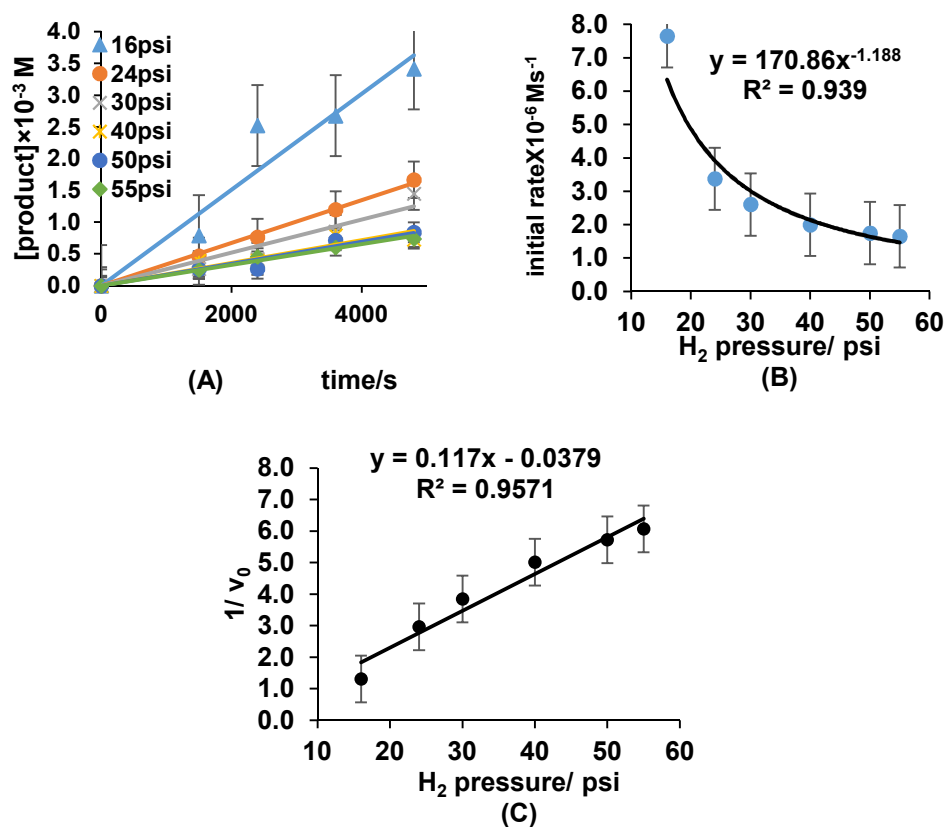 [product]×10⁻³ M
4.0
3.5
3.0
2.5
2.0
1.5
1.0
0.5
0.0
16psi
24psi
30psi
40psi
50psi
55psi
0 2000 4000
(A) time/s
initial rateX10⁻⁶ Ms⁻¹
8.0
7.0
6.0
5.0
4.0
3.0
2.0
1.0
0.0
y = 170.86x⁻¹·¹⁸⁸
R² = 0.939
10 20 30 40 50 60
H₂ pressure/ psi
(B)
y = 0.117x - 0.0379
R² = 0.9571
1/ v₀
8.0
7.0
6.0
5.0
4.0
3.0
2.0
1.0
0.0
10 20 30 40 50 60
H₂ pressure/ psi
(C)